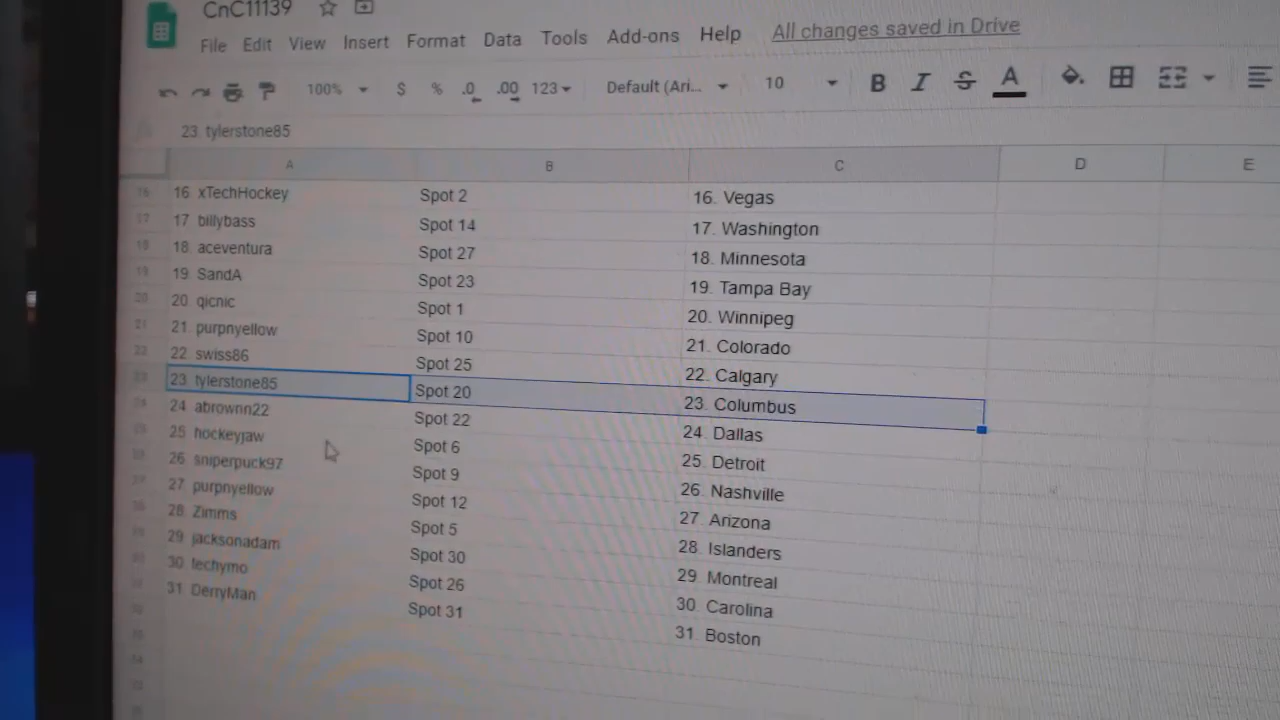 CnC11139
File Edit View Insert Format Data Tools Add-ons Help All changes saved in Drive
100% $ % .0 .00 123 Default (Ari... 10 B I S A
23. tylerstone85
A B C D E
16. xTechHockey Spot 2 16. Vegas
17. billybass Spot 14 17. Washington
18. aceventura Spot 27 18. Minnesota
19. SandA Spot 23 19. Tampa Bay
20. qicnic Spot 1 20. Winnipeg
21. purpnyellow Spot 10 21. Colorado
22. swiss86 Spot 25 22. Calgary
23. tylerstone85 Spot 20 23. Columbus
24. abrownn22 Spot 22 24. Dallas
25. hockeyjaw Spot 6 25. Detroit
26. sniperpuck97 Spot 9 26. Nashville
27. purpnyellow Spot 12 27. Arizona
28. Zimms Spot 5 28. Islanders
29. jacksonadam Spot 30 29. Montreal
30. lechymo Spot 26 30. Carolina
31. DerryMan Spot 31 31. Boston